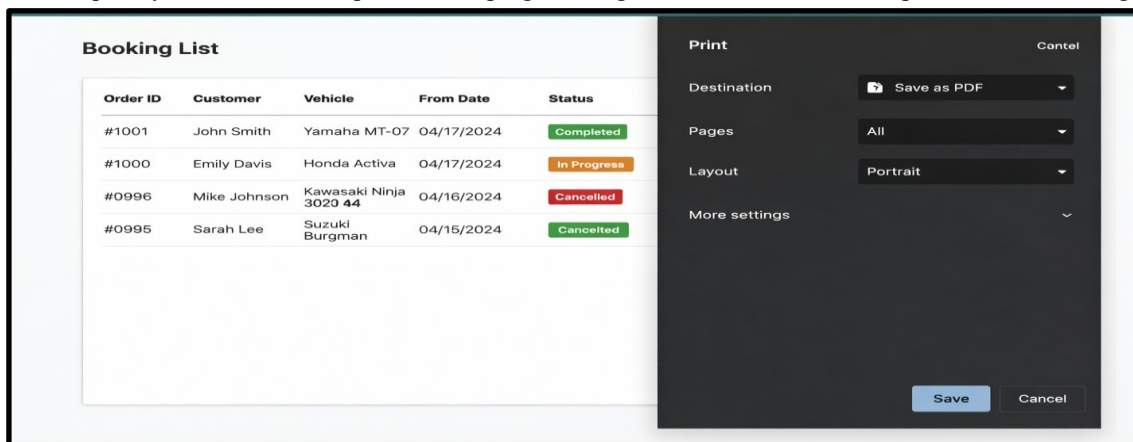 Booking List
Order ID Customer Vehicle From Date Status
#1001 John Smith Yamaha MT-07 04/17/2024 Completed
#1000 Emily Davis Honda Activa 04/17/2024 In Progress
#0996 Mike Johnson Kawasaki Ninja 3020 44 04/16/2024 Cancelled
#0995 Sarah Lee Suzuki Burgman 04/15/2024 Cancelted
Print Contel
Destination Save as PDF
Pages All
Layout Portrait
More settings
Save Cancel